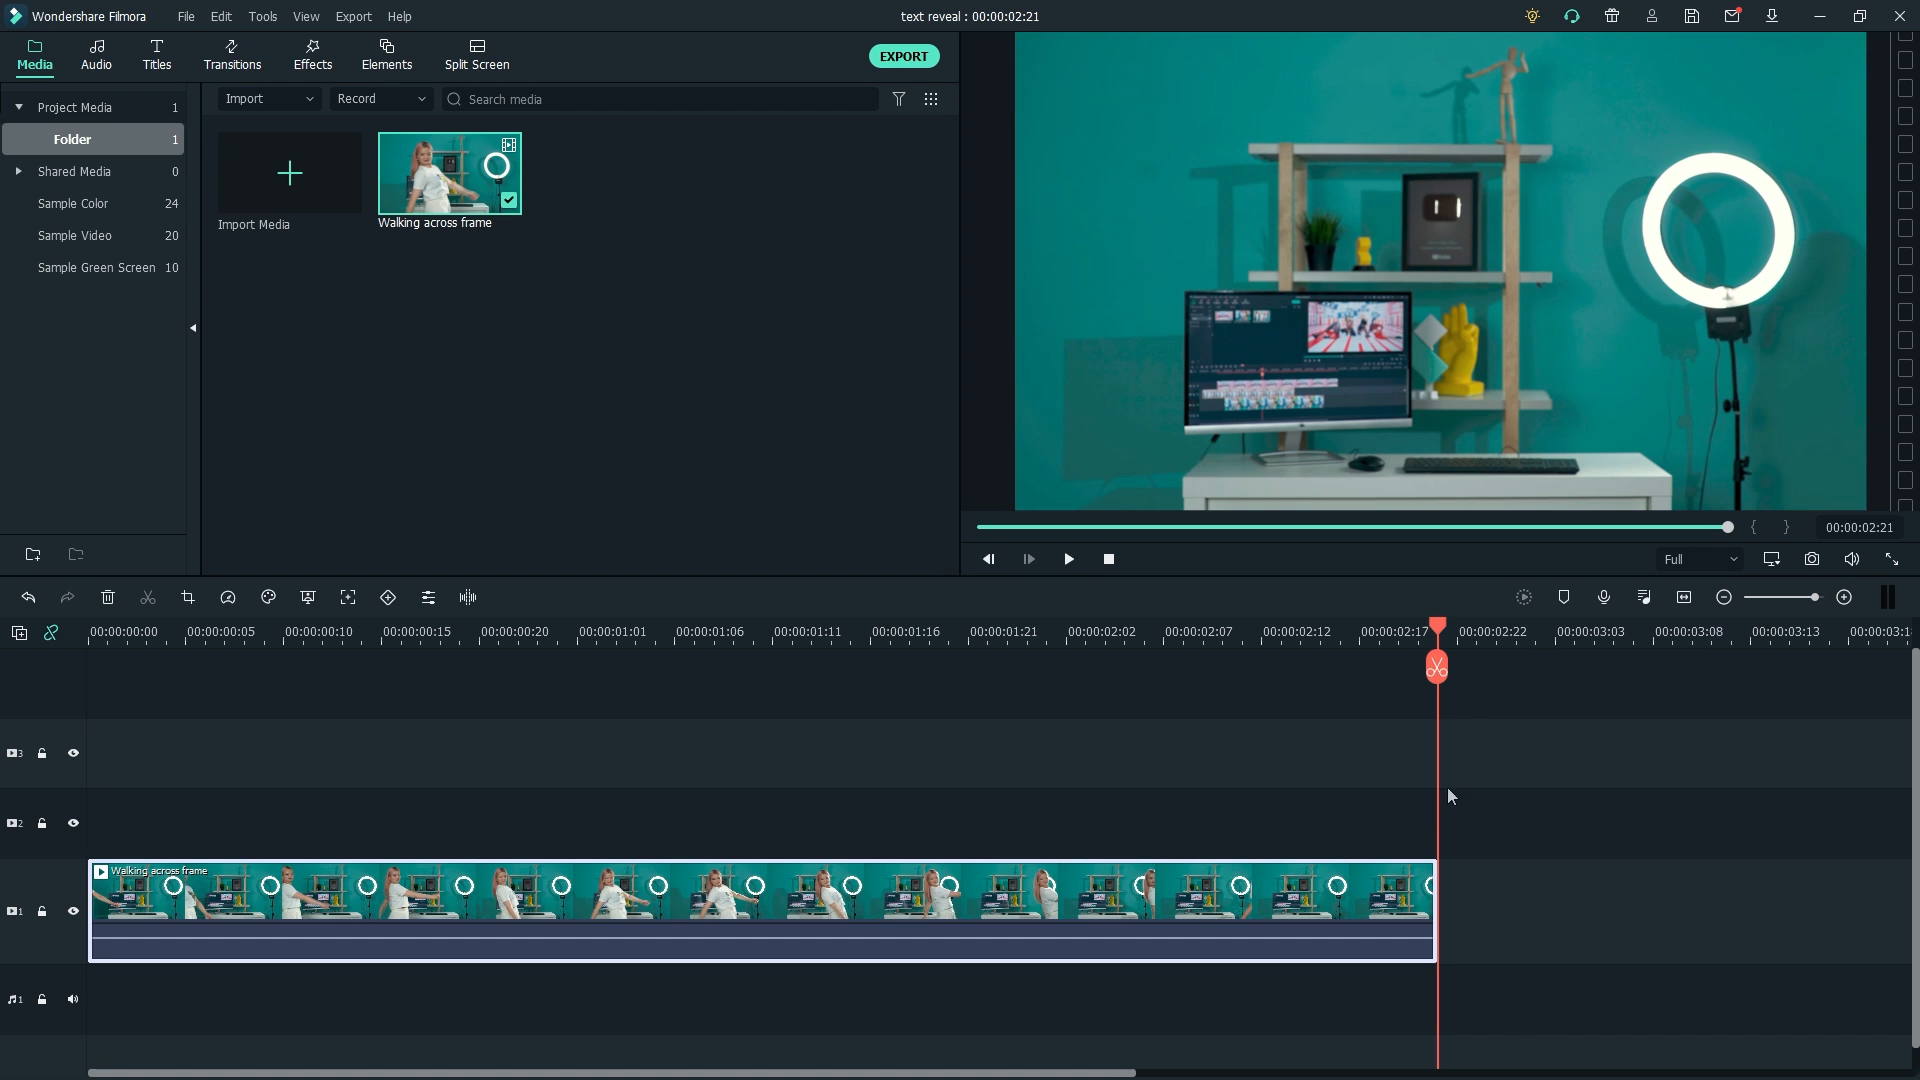 Wondershare Filmora File Edit Tools View Export Help text reveal : 00:00:02:21
Media Audio Titles Transitions Effects Elements Split Screen EXPORT
Project Media 1
Folder 1
Shared Media 0
Sample Color 24
Sample Video 20
Sample Green Screen 10
Import Record Search media
Import Media
Walking across frame
00:00:02:21
Full
00:00:00:00 00:00:00:05 00:00:00:10 00:00:00:15 00:00:00:20 00:00:01:01 00:00:01:06 00:00:01:11 00:00:01:16 00:00:01:21 00:00:02:02 00:00:02:07 00:00:02:12 00:00:02:17 00:00:02:22 00:00:03:03 00:00:03:08 00:00:03:13
3
2
Walking across frame
1
1